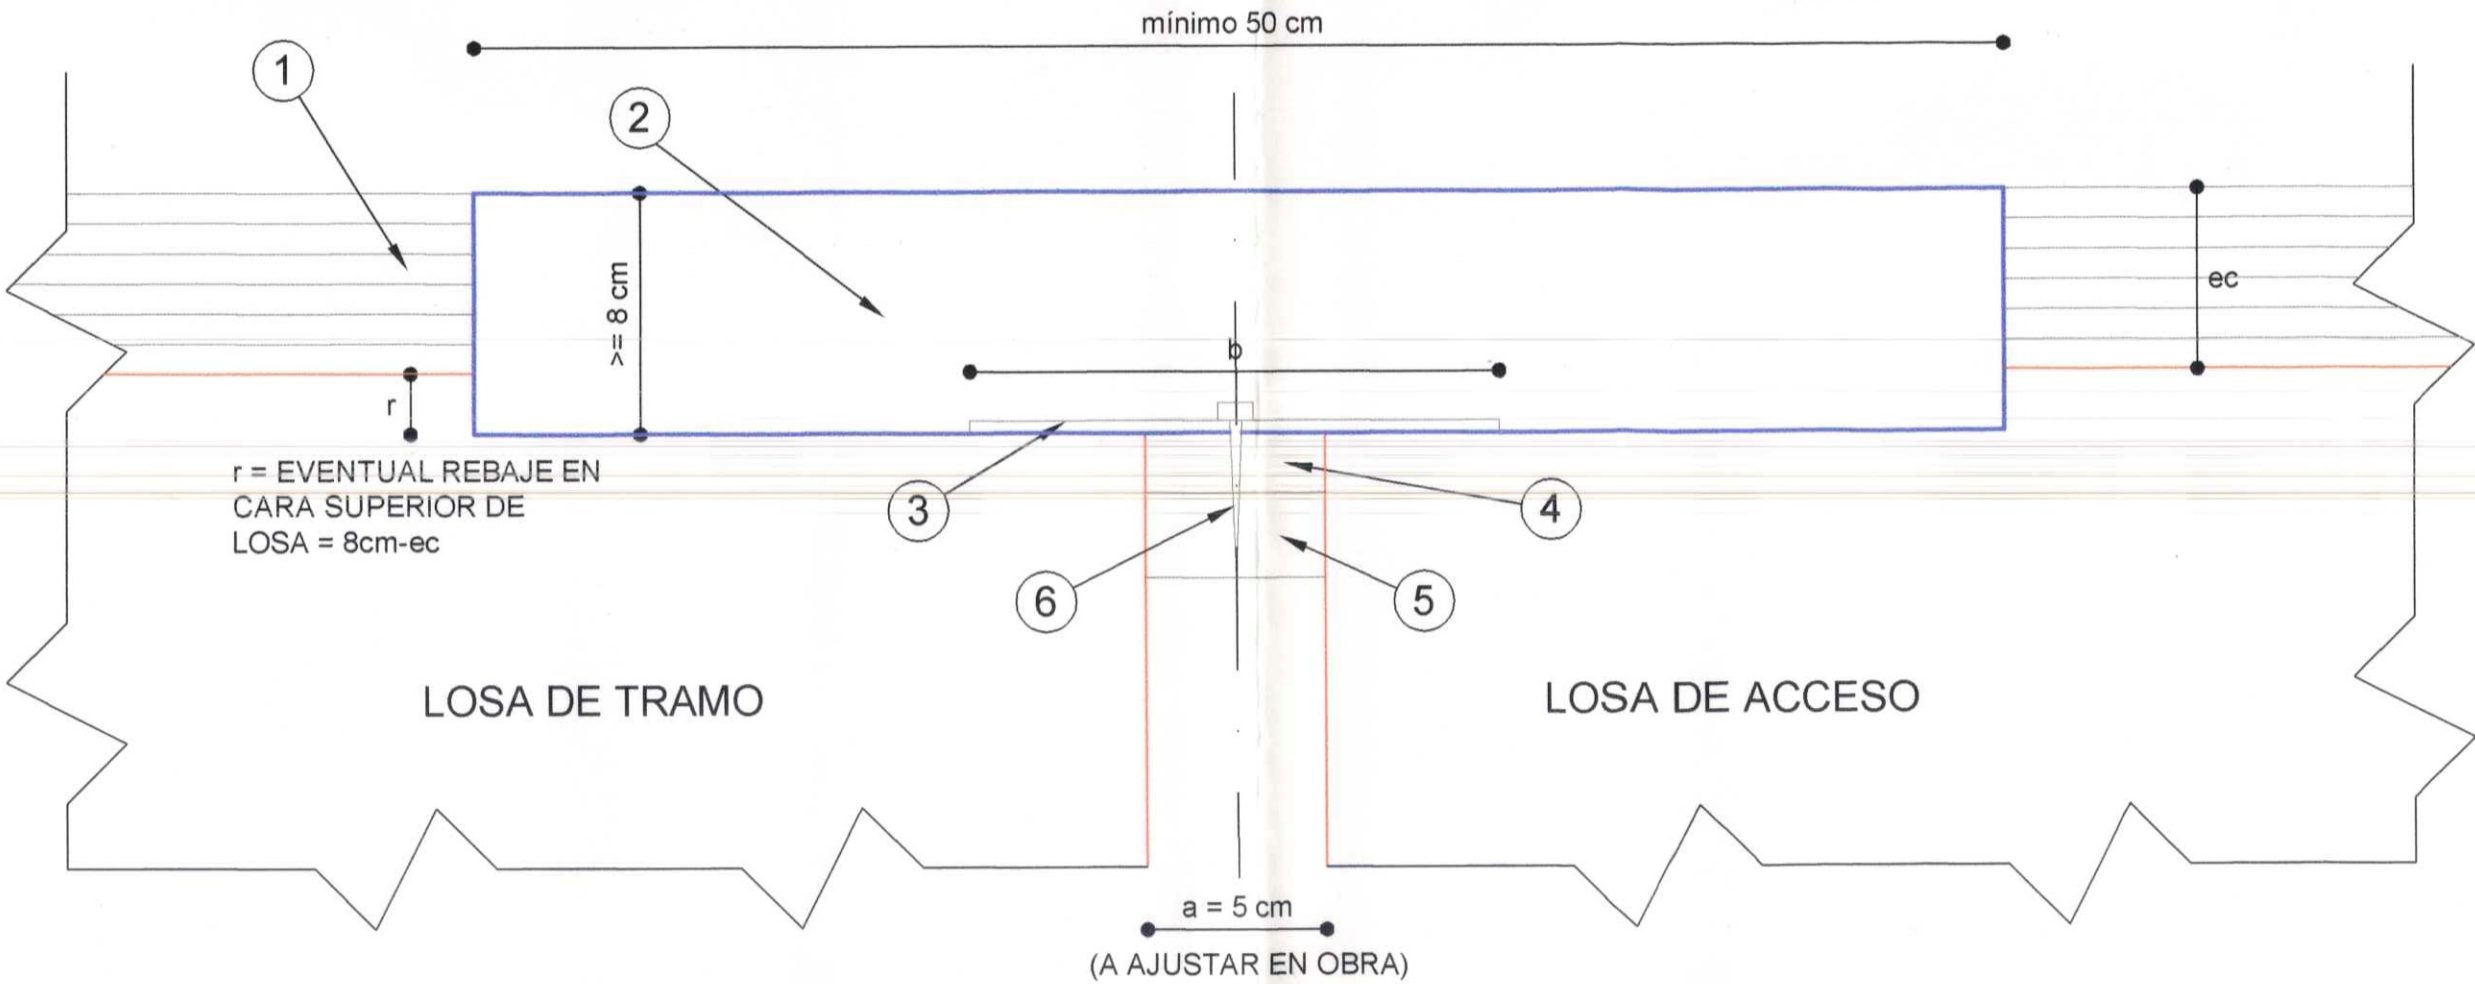 mínimo 50 cm
1
2
>= 8 cm
ec
b
r
r = EVENTUAL REBAJE EN
CARA SUPERIOR DE
LOSA = 8cm-ec
3
4
6
5
LOSA DE TRAMO
LOSA DE ACCESO
a = 5 cm
(A AJUSTAR EN OBRA)